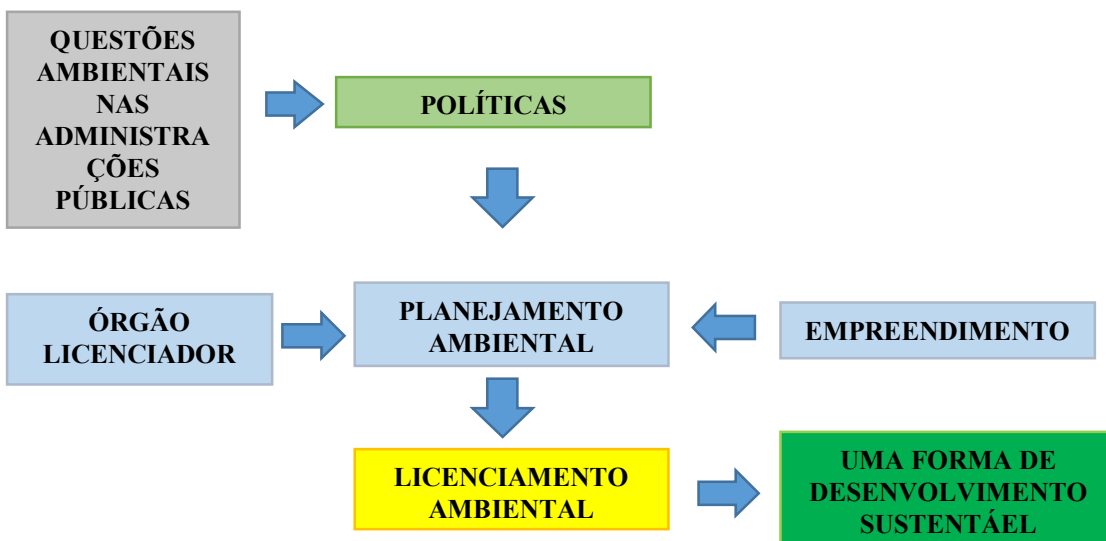 QUESTÕES
AMBIENTAIS
NAS
ADMINISTRA
ÇÕES
PÚBLICAS
POLÍTICAS
ÓRGÃO
LICENCIADOR
PLANEJAMENTO
AMBIENTAL
EMPREENDIMENTO
LICENCIAMENTO
AMBIENTAL
UMA FORMA DE
DESENVOLVIMENTO
SUSTENTÁEL